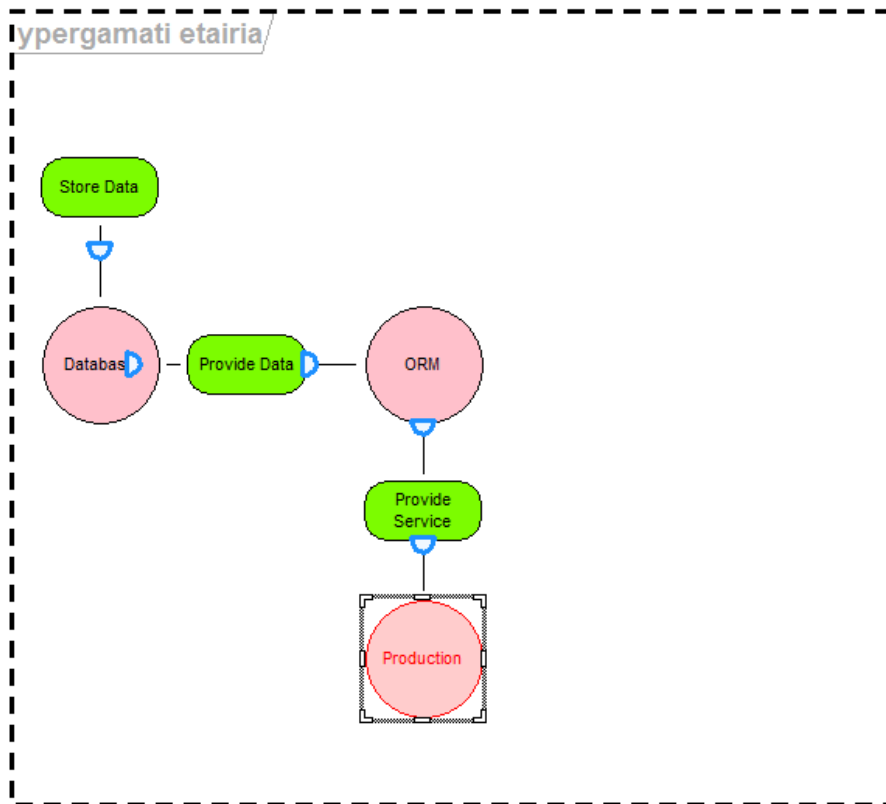 ypergamati etairia
Store Data
Databas
Provide Data
ORM
Provide
Service
Production